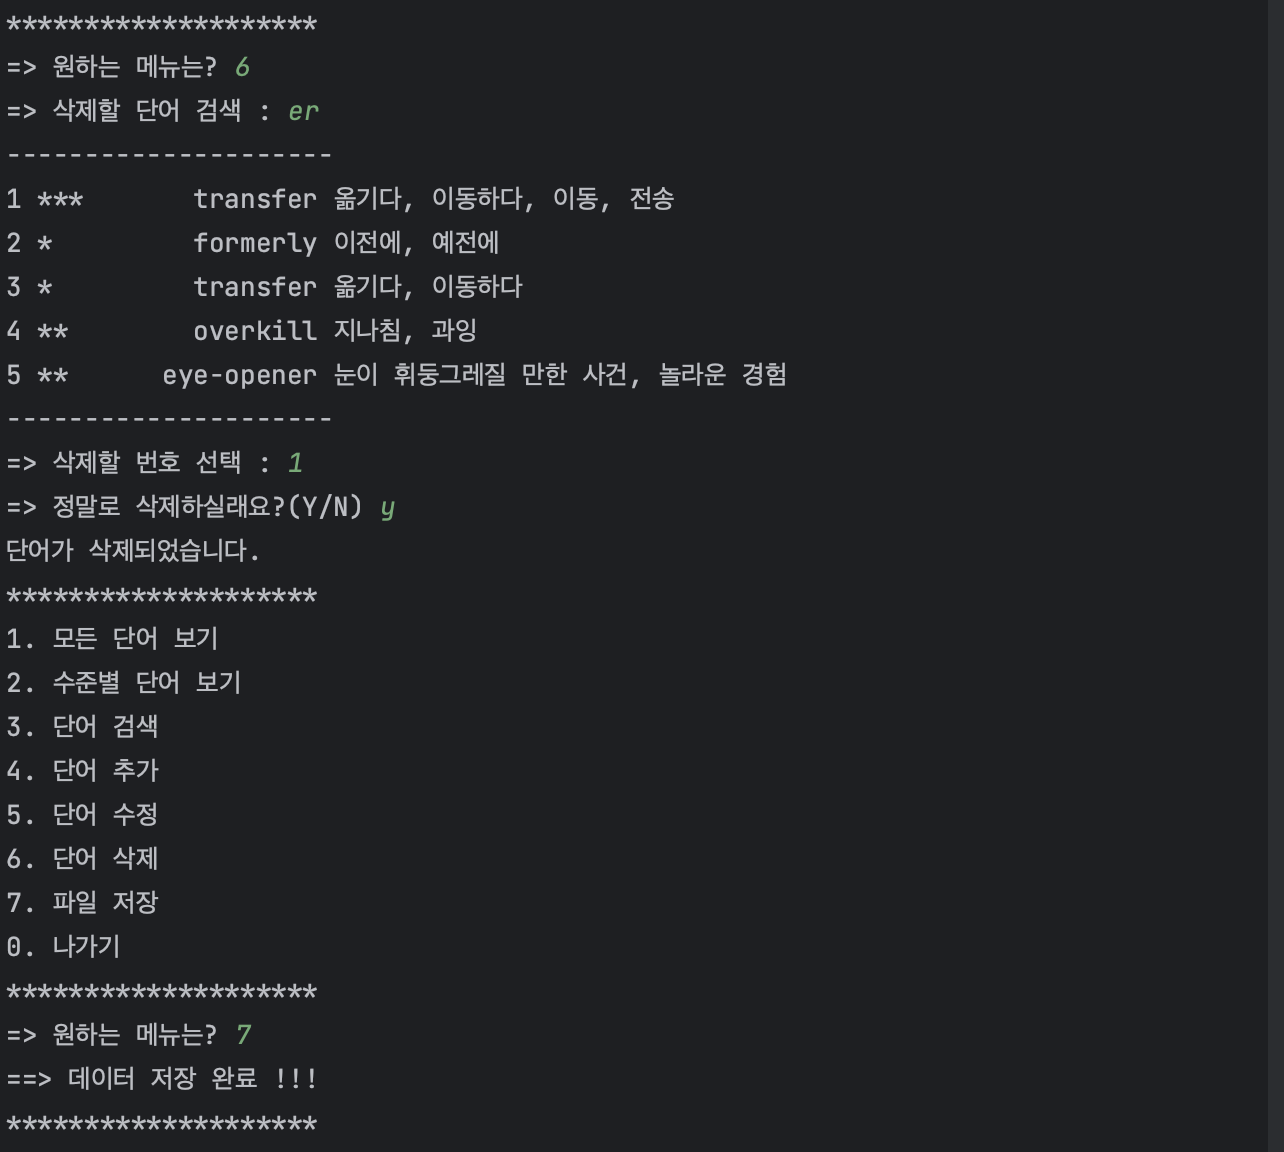 ********************
=> 원하는 메뉴는? 6
=> 삭제할 단어 검색 : er
---------------------
1 ***       transfer 옮기다, 이동하다, 이동, 전송
2 *         formerly 이전에, 예전에
3 *         transfer 옮기다, 이동하다
4 **        overkill 지나침, 과잉
5 **      eye-opener 눈이 휘둥그레질 만한 사건, 놀라운 경험
---------------------
=> 삭제할 번호 선택 : 1
=> 정말로 삭제하실래요?(Y/N) y
단어가 삭제되었습니다.
********************
1. 모든 단어 보기
2. 수준별 단어 보기
3. 단어 검색
4. 단어 추가
5. 단어 수정
6. 단어 삭제
7. 파일 저장
0. 나가기
********************
=> 원하는 메뉴는? 7
==> 데이터 저장 완료 !!!
********************